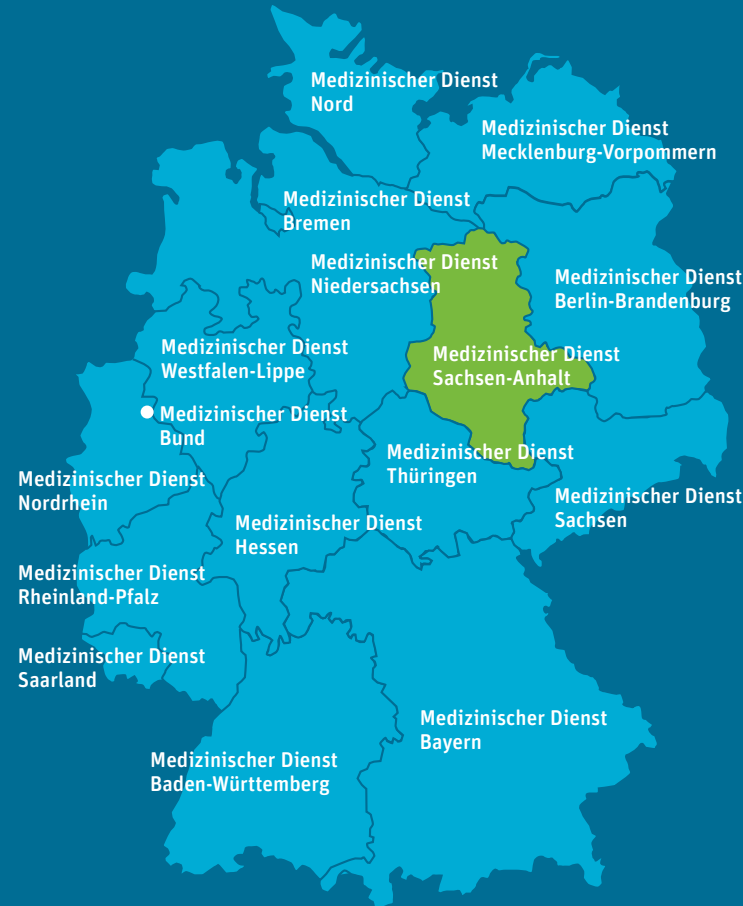 Medizinischer Dienst
Nord
Medizinischer Dienst
Mecklenburg-Vorpommern
Medizinischer Dienst
Bremen
Medizinischer Dienst
Niedersachsen
Medizinischer Dienst
Berlin-Brandenburg
Medizinischer Dienst
Westfalen-Lippe
Medizinischer Dienst
Sachsen-Anhalt
Medizinischer Dienst
Bund
Medizinischer Dienst
Thüringen
Medizinischer Dienst
Nordrhein
Medizinischer Dienst
Sachsen
Medizinischer Dienst
Hessen
Medizinischer Dienst
Rheinland-Pfalz
Medizinischer Dienst
Saarland
Medizinischer Dienst
Bayern
Medizinischer Dienst
Baden-Württemberg